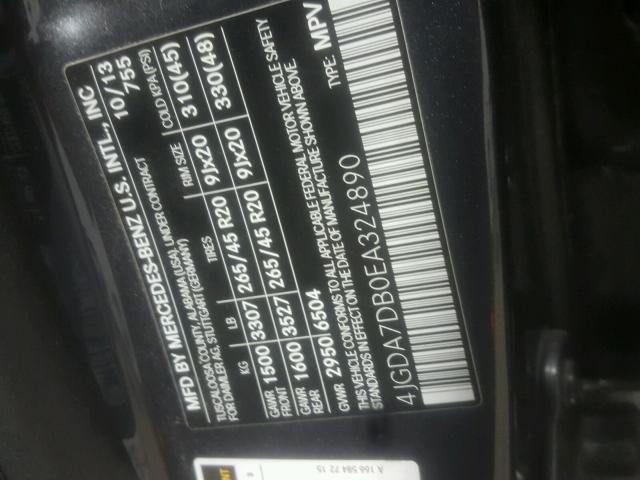 MFD BY MERCEDES-BENZ U.S. INTL., INC
TUSCALOOSA COUNTY, ALABAMA (USA) UNDER CONTRACT 10/13
FOR DAIMLER AG, STUTTGART (GERMANY) 755
KG LB TIRES RIM SIZE COLD KPA (PSI)
GAWR FRONT 1500 3307 265/45 R20 9Jx20 310(45)
GAWR REAR 1600 3527 265/45 R20 9Jx20 330(48)
GVWR 2950 6504
THIS VEHICLE CONFORMS TO ALL APPLICABLE FEDERAL MOTOR VEHICLE SAFETY
STANDARDS IN EFFECT ON THE DATE OF MANUFACTURE SHOWN ABOVE.
TYPE: MPV
4JGDA7DB0EA324890
A 166 584 72 15